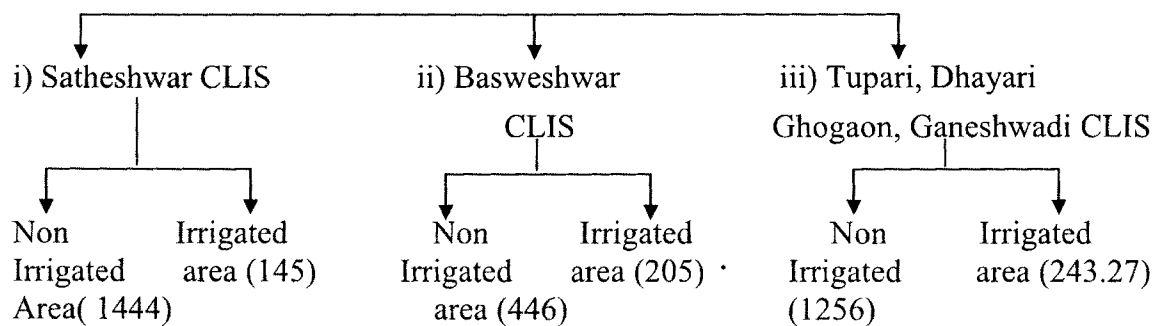 i) Satheshwar CLIS
ii) Basweshwar
CLIS
iii) Tupari, Dhayari
Ghogaon, Ganeshwadi CLIS
Non
Irrigated
Area( 1444)
Irrigated
area (145)
Non
Irrigated
area (446)
Irrigated
area (205)
Non
Irrigated
(1256)
Irrigated
area (243.27)